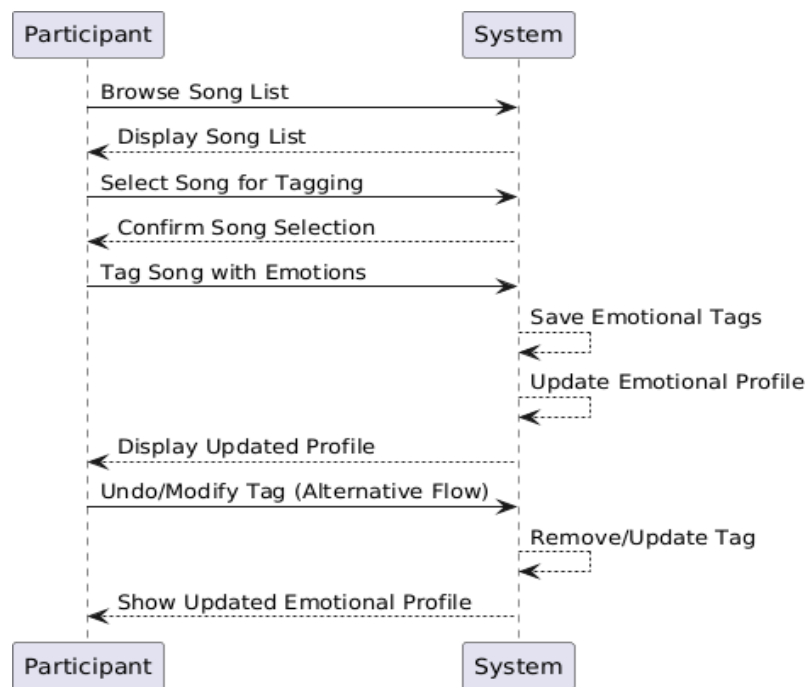 Participant System
Browse Song List
Display Song List
Select Song for Tagging
Confirm Song Selection
Tag Song with Emotions
Save Emotional Tags
Update Emotional Profile
Display Updated Profile
Undo/Modify Tag (Alternative Flow)
Remove/Update Tag
Show Updated Emotional Profile
Participant System